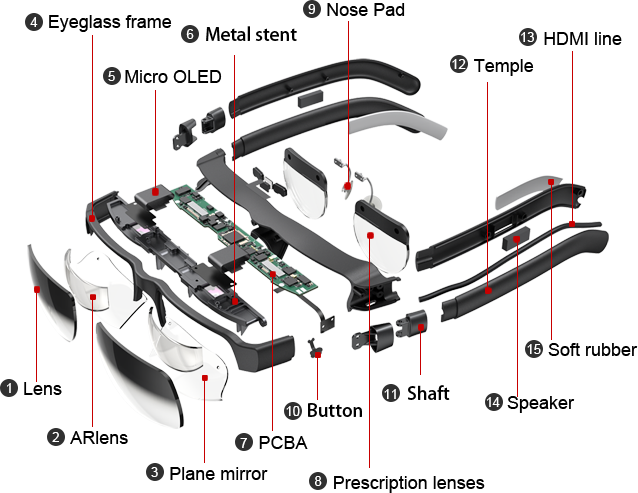 9 Nose Pad
4 Eyeglass frame
6 Metal stent
13 HDMI line
12 Temple
5 Micro OLED
15 Soft rubber
1 Lens
11 Shaft
14 Speaker
10 Button
2 ARlens
7 PCBA
3 Plane mirror
8 Prescription lenses